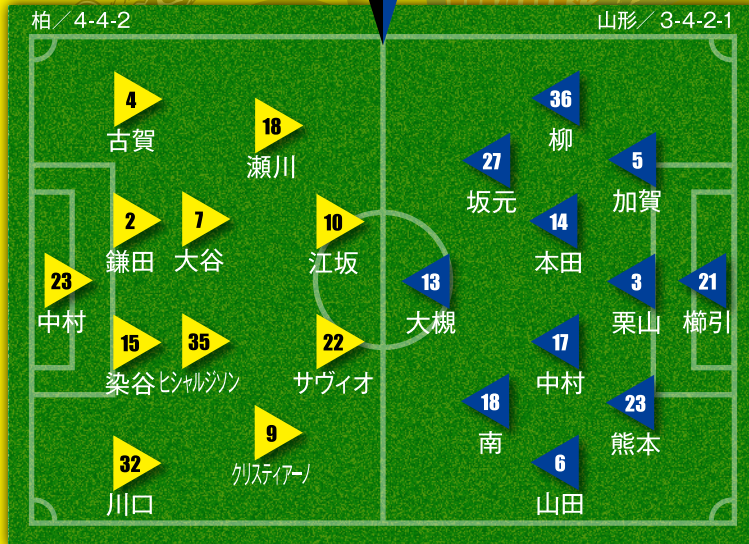 柏／4-4-2
山形／3-4-2-1
4
古賀
18
瀬川
2
鎌田
7
大谷
10
江坂
23
中村
15
染谷
35
ヒシャルジソン
22
サヴィオ
9
クリスティアーノ
32
川口
36
柳
27
坂元
5
加賀
14
本田
13
大槻
3
栗山
21
櫛引
17
中村
18
南
23
熊本
6
山田